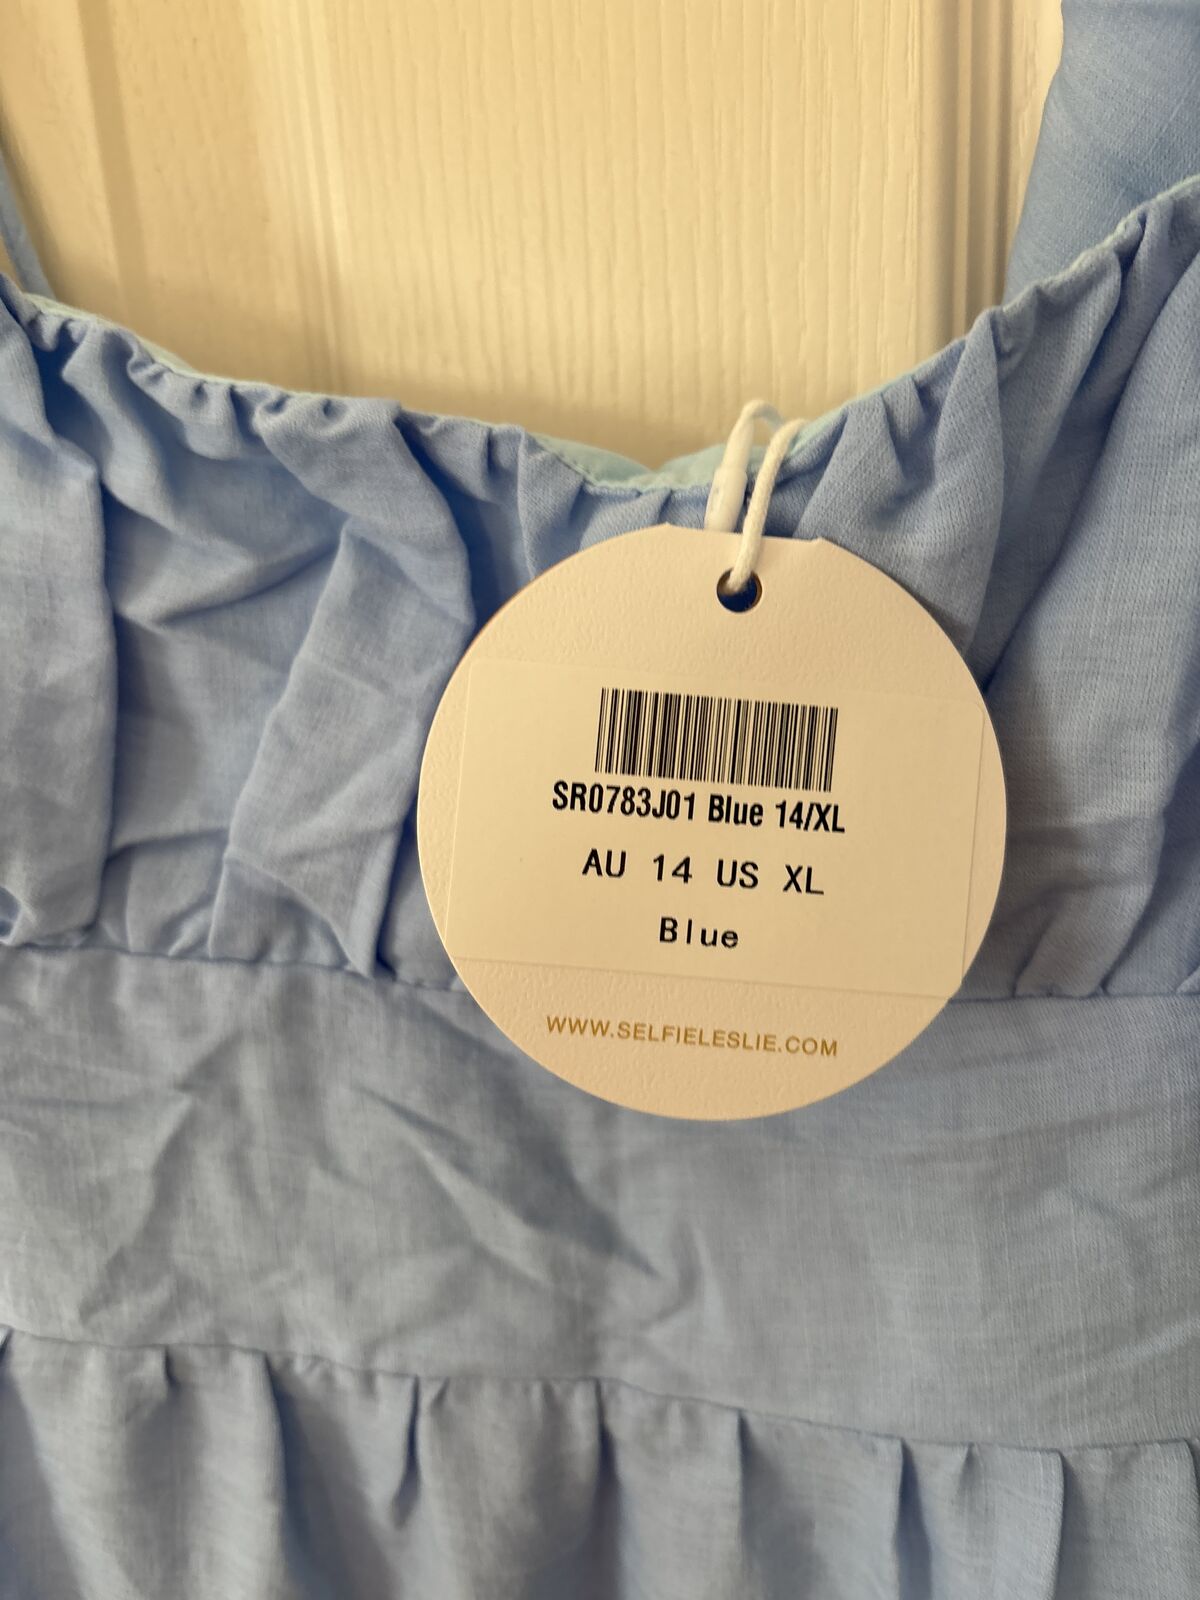 SR0783J01 Blue 14/XL
AU 14 US XL
Blue
WWW.SELFIELESLIE.COM